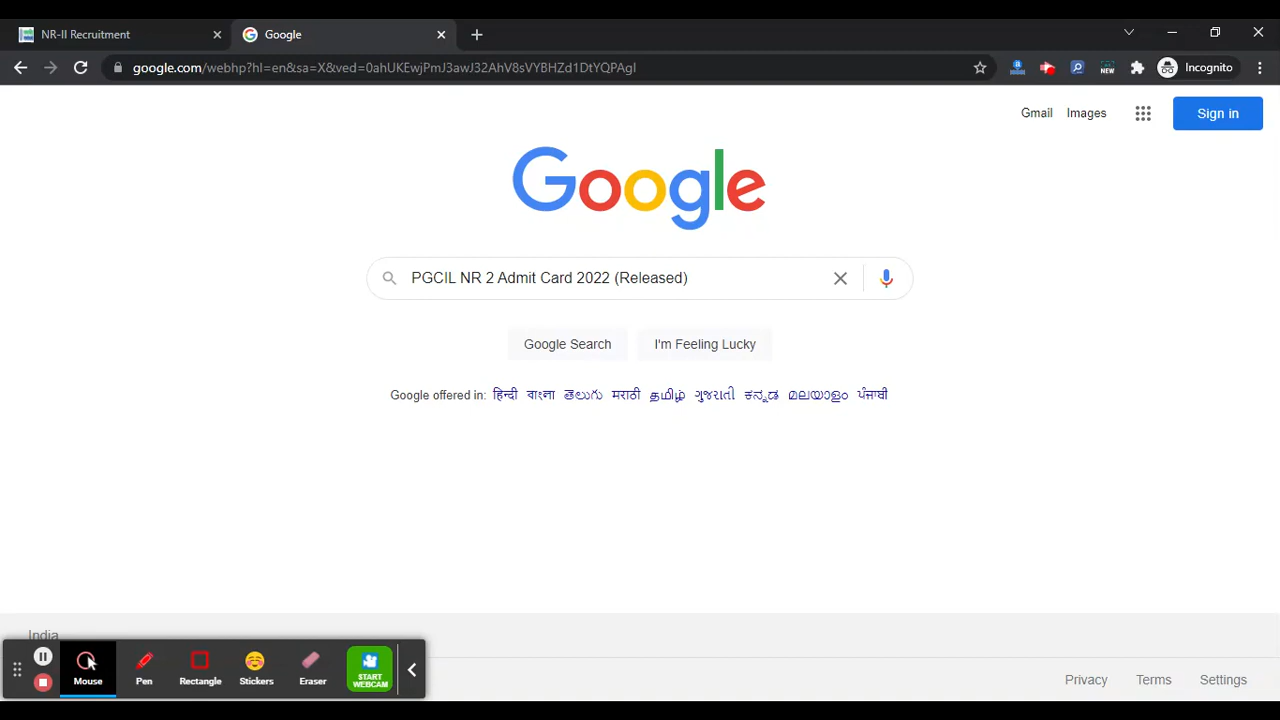 NR-II Recruitment
Google
google.com/webhp?hl=en&sa=X&ved=0ahUKEwjPmJ3awJ32AhV8sVYBHZd1DtYQPAgI
NEW
Incognito
Gmail
Images
Sign in
Google
PGCIL NR 2 Admit Card 2022 (Released)
Google Search
I'm Feeling Lucky
Google offered in: हिन्दी বাংলা తెలుగు मराठी தமிழ் ગુજરાતી ಕನ್ನಡ മലയാളം ਪੰਜਾਬੀ
India
Mouse
Pen
Rectangle
Stickers
Eraser
START
WEBCAM
Privacy
Terms
Settings